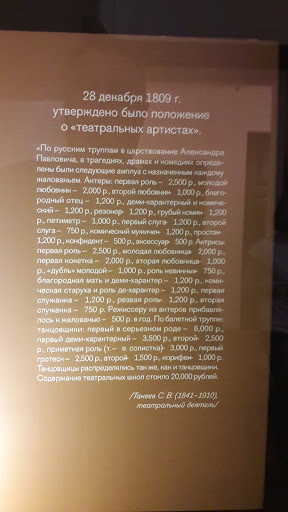 28 декабря 1809 г.
утверждено было положение
о «театральных артистах».
«По русским труппам в царствование Александра
Павловича, в трагедиях, драмах и комедиях опреде-
лены были следующие амплуа с назначенным каждому
жалованьем. Актеры: первая роль – 2,500 р., молодой
любовник – 2,000 р., второй любовник– 1,000 р., благо-
родный отец – 1,200 р., деми-характерный и комиче-
ский – 1,200 р., резонер– 1,200 р., грубый комик– 1,200
р., петиметр – 1,000 р., первый слуга– 1,200 р., второй
слуга – 750 р., комический мужичек– 1,200 р., простак–
1,200 р., конфидент – 500 р., аксессуар– 500 р. Актрисы:
первая роль – 2,500 р., молодая любовница– 2,000 р.,
первая кокетка – 2,000 р., вторая любовница– 1,000
р., «дубль» молодой – 1,000 р., роль невинных– 750 р.,
благородная мать и деми-характер – 1,200 р., коми-
ческая старуха и роль де-характер – 1,200 р., первая
служанка – 1,200 р., резвая роль– 1,200 р., вторая
служанка – 750 р. Режиссеру из актеров прибавля-
лось к жалованью – 500 р. в год. По балетной труппе:
танцовщики: первый в серьезном роде – 6,000 р.,
первый деми-характерный – 3,500 р., второй – 2,500
р., приметная роль (т.– е. солистка)– 3,000 р., первый
гротеск – 2,500 р., второй– 1,500 р., корифеи– 1,000 р.
Танцовщицы распределялись так же, как и танцовщики.
Содержание театральных школ стоило 20,000 рублей.
/Танеев С. В. (1841–1910),
театральный деятель/